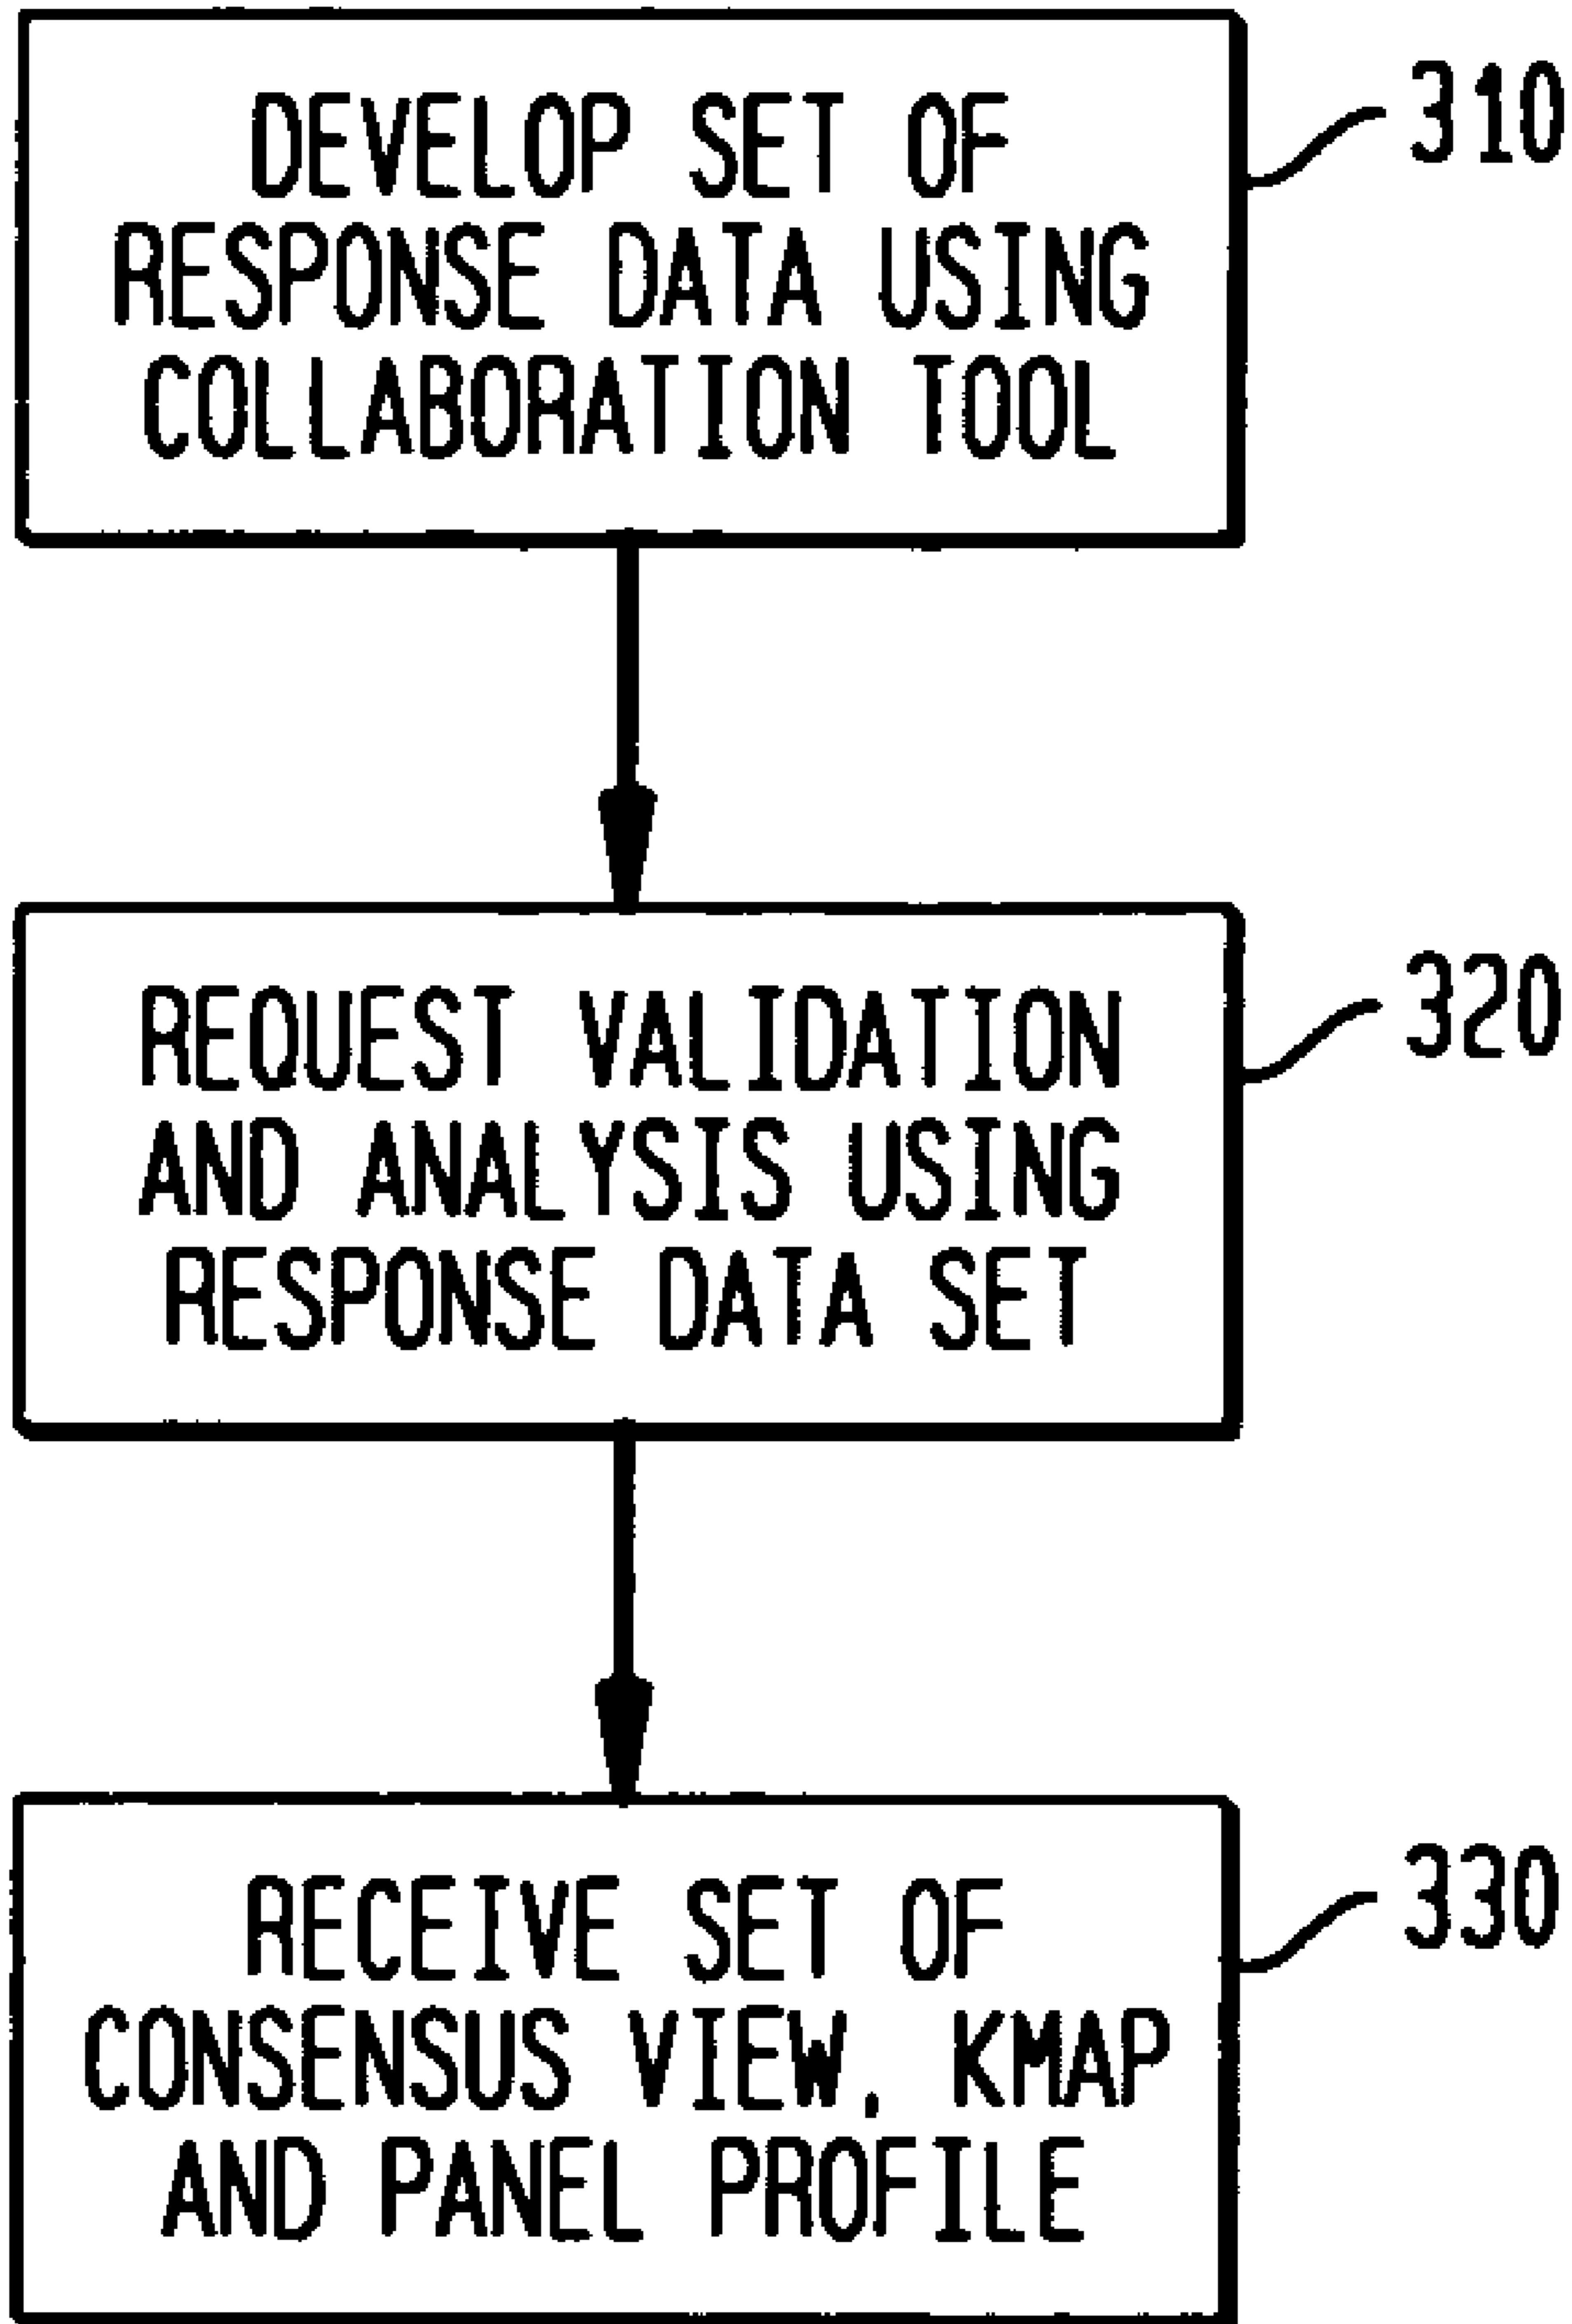 DEVELOP SET OF
RESPONSE DATA USING
COLLABORATION TOOL
310
REQUEST VALIDATION
AND ANALYSIS USING
RESPONSE DATA SET
320
RECEIVE SET OF
CONSENSUS VIEW, KMAP
AND PANEL PROFILE
330